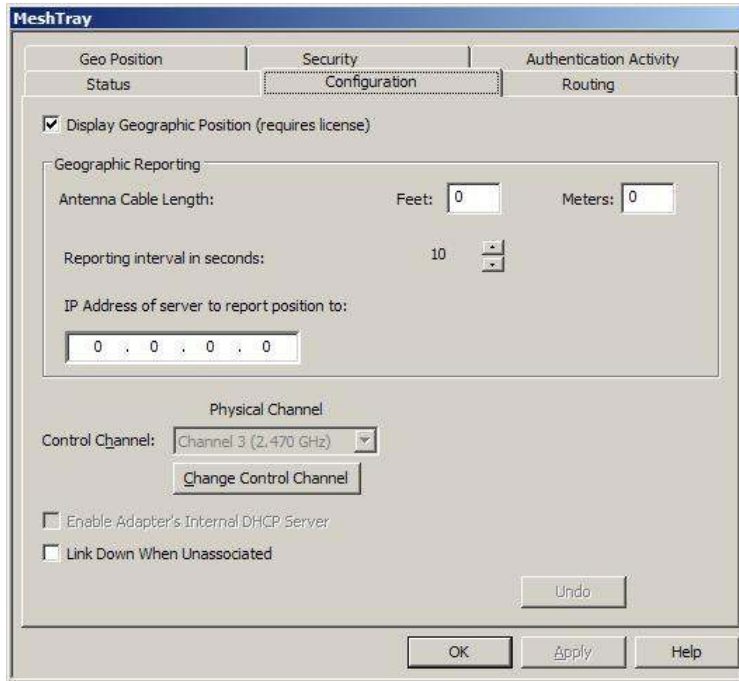 MeshTray
Geo Position Security Authentication Activity
Status Configuration Routing
Display Geographic Position (requires license)
Geographic Reporting
Antenna Cable Length: Feet: 0 Meters: 0
Reporting interval in seconds: 10
IP Address of server to report position to:
0 . 0 . 0 . 0
Physical Channel
Control Channel: Channel 3 (2.470 GHz)
Change Control Channel
Enable Adapter's Internal DHCP Server
Link Down When Unassociated
Undo
OK Apply Help